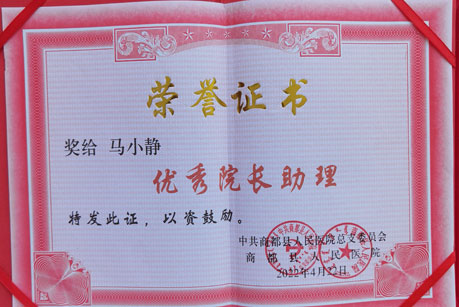 荣誉证书
奖给 马小静
优秀院长助理
特发此证，以资鼓励。
中共商都县人民医院总支委员会
商都县人民医院
2022年4月22日